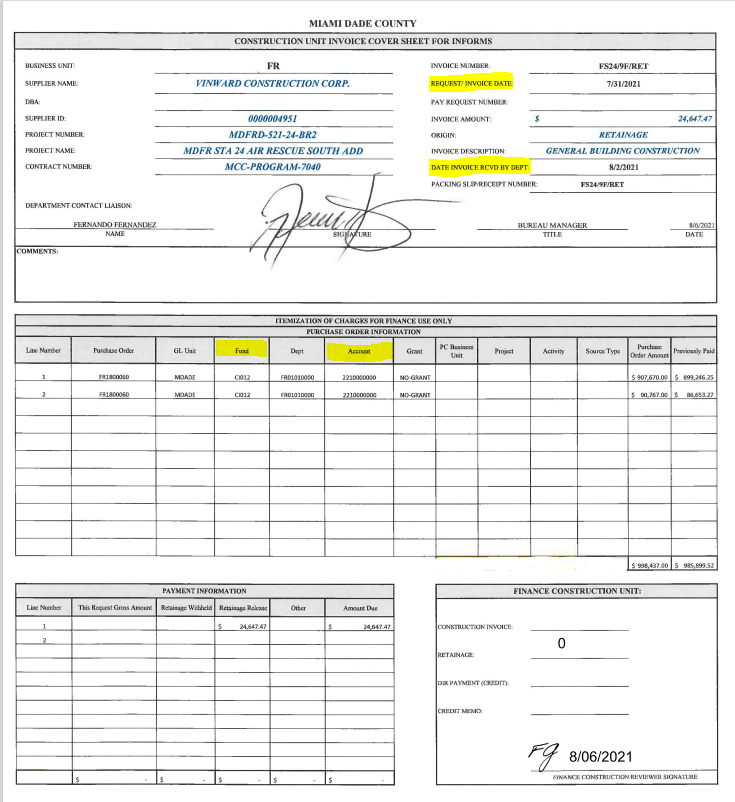 MIAMI DADE COUNTY
CONSTRUCTION UNIT INVOICE COVER SHEET FOR INFORMS
BUSINESS UNIT: FR INVOICE NUMBER: FS24/9F/RET
SUPPLIER NAME: VINWARD CONSTRUCTION CORP. REQUEST/ INVOICE DATE: 7/31/2021
DBA: PAY REQUEST NUMBER:
SUPPLIER ID: 0000004951 INVOICE AMOUNT: $ 24,647.47
PROJECT NUMBER: MDFRD-521-24-BR2 ORIGIN: RETAINAGE
PROJECT NAME: MDFR STA 24 AIR RESCUE SOUTH ADD INVOICE DESCRIPTION: GENERAL BUILDING CONSTRUCTION
CONTRACT NUMBER: MCC-PROGRAM-7040 DATE INVOICE RCVD BY DEPT: 8/2/2021
PACKING SLIP/RECEIPT NUMBER: FS24/9F/RET
DEPARTMENT CONTACT LIAISON:
FERNANDO FERNANDEZ BUREAU MANAGER 8/6/2021
NAME SIGNATURE TITLE DATE
COMMENTS:
ITEMIZATION OF CHARGES FOR FINANCE USE ONLY
PURCHASE ORDER INFORMATION
Line Number Purchase Order GL Unit Fund Dept Account Grant PC Business Unit Project Activity Source Type Purchase Order Amount Previously Paid
1 FR1800060 MDADE CI012 FR01010000 2210000000 NO-GRANT $ 907,670.00 $ 899,246.25
2 FR1800060 MDADE CI012 FR01010000 2210000000 NO-GRANT $ 90,767.00 $ 86,653.27
$ 998,437.00 $ 985,899.52
PAYMENT INFORMATION
Line Number This Request Gross Amount Retainage Withheld Retainage Release Other Amount Due
1 $ 24,647.47 $ 24,647.47
2
$ - $ - $ - $ - $ -
FINANCE CONSTRUCTION UNIT:
CONSTRUCTION INVOICE:
0
RETAINAGE:
DIR PAYMENT (CREDIT):
CREDIT MEMO:
FG 8/06/2021
FINANCE CONSTRUCTION REVIEWER SIGNATURE